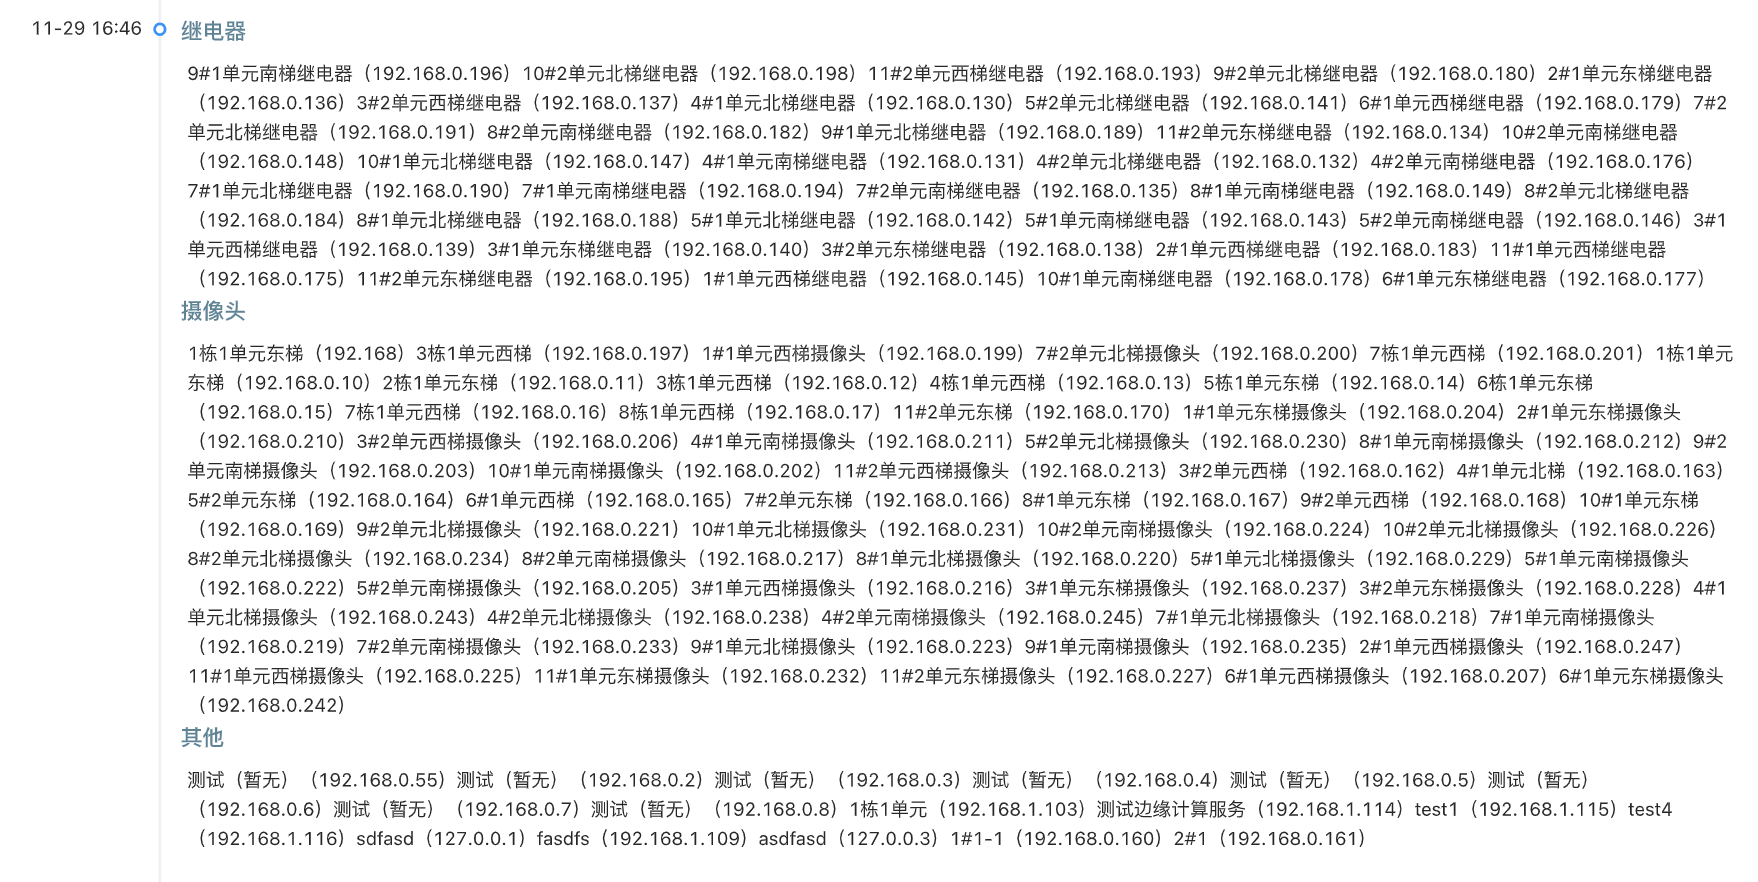 11-29 16:46 继电器
9#1单元南梯继电器（192.168.0.196）10#2单元北梯继电器（192.168.0.198）11#2单元西梯继电器（192.168.0.193）9#2单元北梯继电器（192.168.0.180）2#1单元东梯继电器
（192.168.0.136）3#2单元西梯继电器（192.168.0.137）4#1单元北梯继电器（192.168.0.130）5#2单元北梯继电器（192.168.0.141）6#1单元西梯继电器（192.168.0.179）7#2
单元北梯继电器（192.168.0.191）8#2单元南梯继电器（192.168.0.182）9#1单元北梯继电器（192.168.0.189）11#2单元东梯继电器（192.168.0.134）10#2单元南梯继电器
（192.168.0.148）10#1单元北梯继电器（192.168.0.147）4#1单元南梯继电器（192.168.0.131）4#2单元北梯继电器（192.168.0.132）4#2单元南梯继电器（192.168.0.176）
7#1单元北梯继电器（192.168.0.190）7#1单元南梯继电器（192.168.0.194）7#2单元南梯继电器（192.168.0.135）8#1单元南梯继电器（192.168.0.149）8#2单元北梯继电器
（192.168.0.184）8#1单元北梯继电器（192.168.0.188）5#1单元北梯继电器（192.168.0.142）5#1单元南梯继电器（192.168.0.143）5#2单元南梯继电器（192.168.0.146）3#1
单元西梯继电器（192.168.0.139）3#1单元东梯继电器（192.168.0.140）3#2单元东梯继电器（192.168.0.138）2#1单元西梯继电器（192.168.0.183）11#1单元西梯继电器
（192.168.0.175）11#2单元东梯继电器（192.168.0.195）1#1单元西梯继电器（192.168.0.145）10#1单元南梯继电器（192.168.0.178）6#1单元东梯继电器（192.168.0.177）
摄像头
1栋1单元东梯（192.168）3栋1单元西梯（192.168.0.197）1#1单元西梯摄像头（192.168.0.199）7#2单元北梯摄像头（192.168.0.200）7栋1单元西梯（192.168.0.201）1栋1单元
东梯（192.168.0.10）2栋1单元东梯（192.168.0.11）3栋1单元西梯（192.168.0.12）4栋1单元西梯（192.168.0.13）5栋1单元东梯（192.168.0.14）6栋1单元东梯
（192.168.0.15）7栋1单元西梯（192.168.0.16）8栋1单元西梯（192.168.0.17）11#2单元东梯（192.168.0.170）1#1单元东梯摄像头（192.168.0.204）2#1单元东梯摄像头
（192.168.0.210）3#2单元西梯摄像头（192.168.0.206）4#1单元南梯摄像头（192.168.0.211）5#2单元北梯摄像头（192.168.0.230）8#1单元南梯摄像头（192.168.0.212）9#2
单元南梯摄像头（192.168.0.203）10#1单元南梯摄像头（192.168.0.202）11#2单元西梯摄像头（192.168.0.213）3#2单元西梯（192.168.0.162）4#1单元北梯（192.168.0.163）
5#2单元东梯（192.168.0.164）6#1单元西梯（192.168.0.165）7#2单元东梯（192.168.0.166）8#1单元东梯（192.168.0.167）9#2单元西梯（192.168.0.168）10#1单元东梯
（192.168.0.169）9#2单元北梯摄像头（192.168.0.221）10#1单元北梯摄像头（192.168.0.231）10#2单元南梯摄像头（192.168.0.224）10#2单元北梯摄像头（192.168.0.226）
8#2单元北梯摄像头（192.168.0.234）8#2单元南梯摄像头（192.168.0.217）8#1单元北梯摄像头（192.168.0.220）5#1单元北梯摄像头（192.168.0.229）5#1单元南梯摄像头
（192.168.0.222）5#2单元南梯摄像头（192.168.0.205）3#1单元西梯摄像头（192.168.0.216）3#1单元东梯摄像头（192.168.0.237）3#2单元东梯摄像头（192.168.0.228）4#1
单元北梯摄像头（192.168.0.243）4#2单元北梯摄像头（192.168.0.238）4#2单元南梯摄像头（192.168.0.245）7#1单元北梯摄像头（192.168.0.218）7#1单元南梯摄像头
（192.168.0.219）7#2单元南梯摄像头（192.168.0.233）9#1单元北梯摄像头（192.168.0.223）9#1单元南梯摄像头（192.168.0.235）2#1单元西梯摄像头（192.168.0.247）
11#1单元西梯摄像头（192.168.0.225）11#1单元东梯摄像头（192.168.0.232）11#2单元东梯摄像头（192.168.0.227）6#1单元西梯摄像头（192.168.0.207）6#1单元东梯摄像头
（192.168.0.242）
其他
测试（暂无）（192.168.0.55）测试（暂无）（192.168.0.2）测试（暂无）（192.168.0.3）测试（暂无）（192.168.0.4）测试（暂无）（192.168.0.5）测试（暂无）
（192.168.0.6）测试（暂无）（192.168.0.7）测试（暂无）（192.168.0.8）1栋1单元（192.168.1.103）测试边缘计算服务（192.168.1.114）test1（192.168.1.115）test4
（192.168.1.116）sdfasd（127.0.0.1）fasdfs（192.168.1.109）asdfasd（127.0.0.3）1#1-1（192.168.0.160）2#1（192.168.0.161）